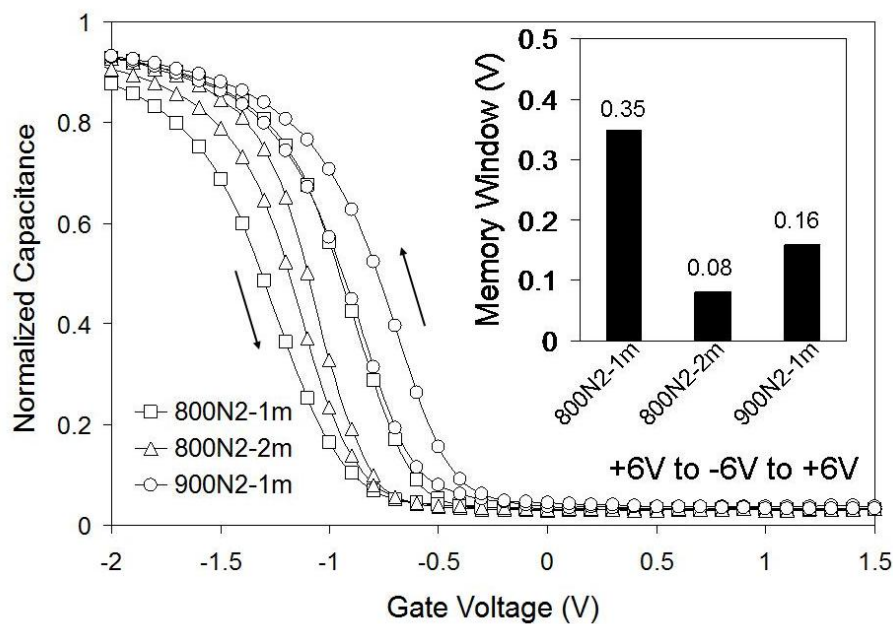 1
0.8
0.6
0.4
0.2
0
Normalized Capacitance
-2
-1.5
-1
-0.5
0
0.5
1
1.5
Gate Voltage (V)
800N2-1m
800N2-2m
900N2-1m
0.5
0.4
0.3
0.2
0.1
0
Memory Window (V)
0.35
0.08
0.16
800N2-1m
800N2-2m
900N2-1m
+6V to -6V to +6V